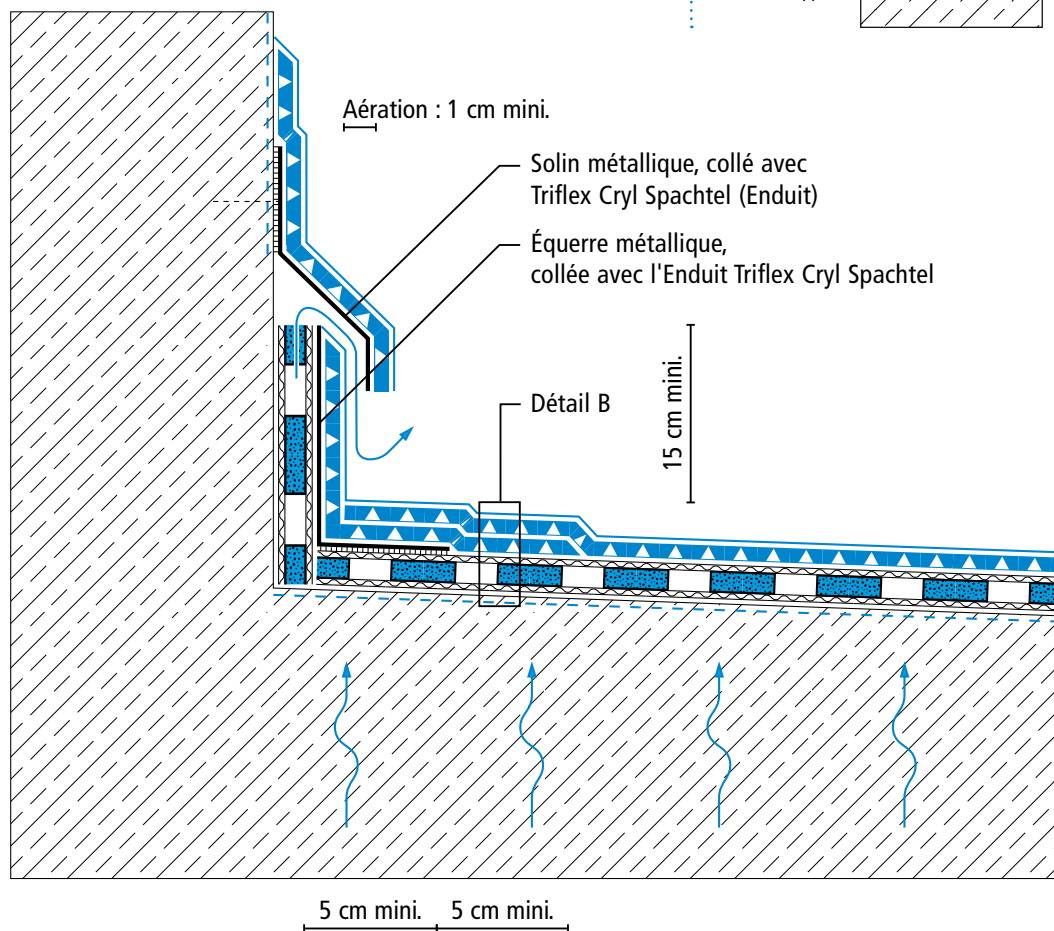 Aération : 1 cm mini.
Solin métallique, collé avec
Triflex Cryl Spachtel (Enduit)
Équerre métallique,
collée avec l'Enduit Triflex Cryl Spachtel
15 cm mini.
Détail B
5 cm mini.
5 cm mini.